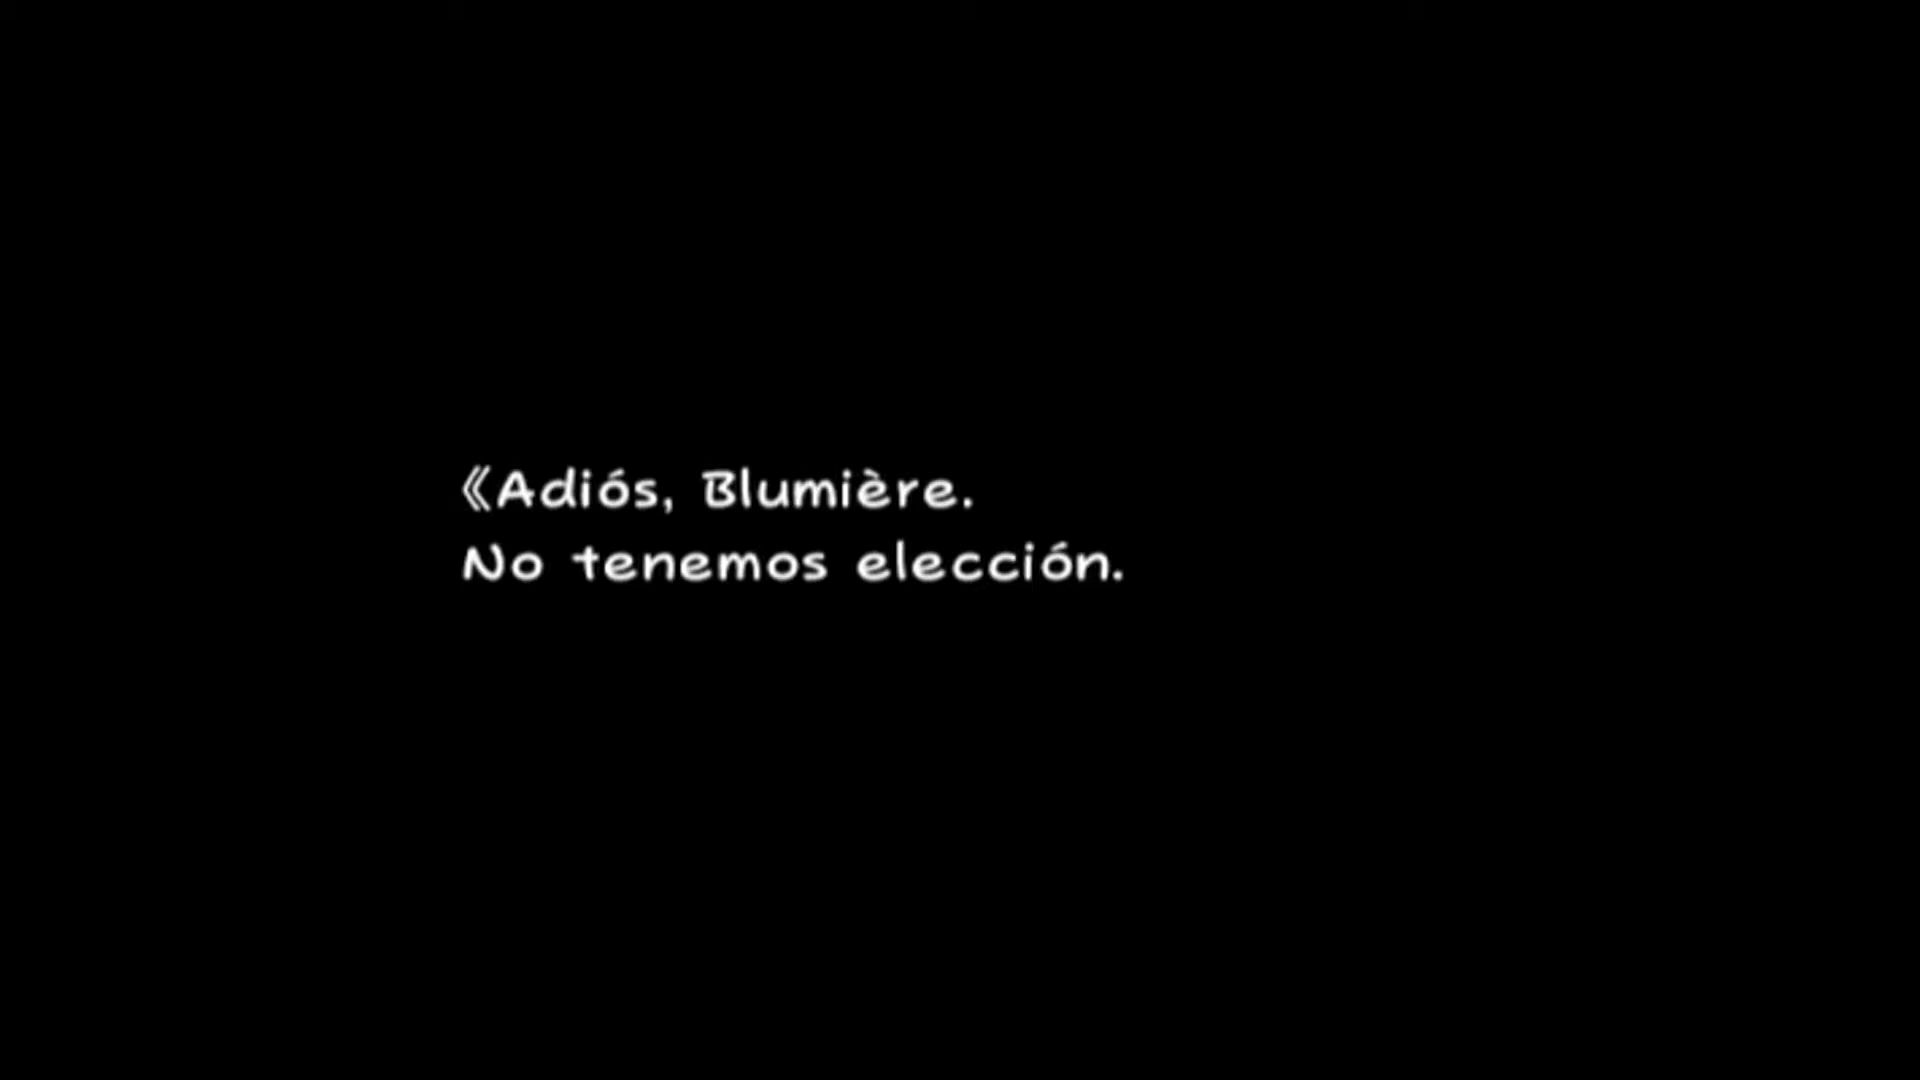 《Adiós, Blumière.
No tenemos elección.